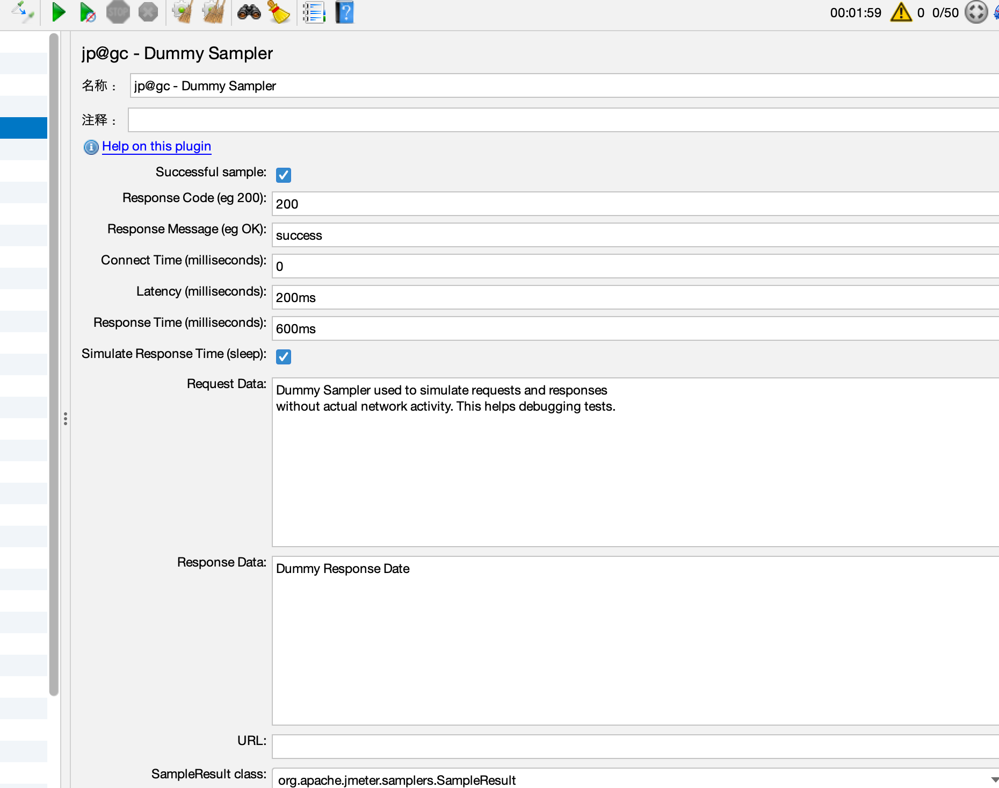 STOP
00:01:59 0 0/50
jp@gc - Dummy Sampler
名称： jp@gc - Dummy Sampler
注释：
Help on this plugin
Successful sample:
Response Code (eg 200): 200
Response Message (eg OK): success
Connect Time (milliseconds): 0
Latency (milliseconds): 200ms
Response Time (milliseconds): 600ms
Simulate Response Time (sleep):
Request Data: Dummy Sampler used to simulate requests and responses
without actual network activity. This helps debugging tests.
Response Data: Dummy Response Date
URL:
SampleResult class: org.apache.jmeter.samplers.SampleResult